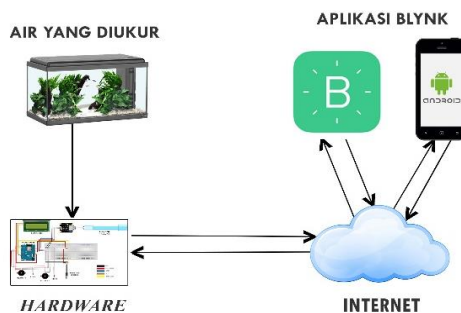 AIR YANG DIUKUR
APLIKASI BLYNK
B
ANDROID
HARDWARE
INTERNET